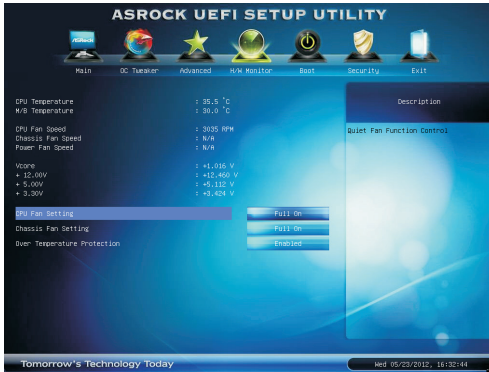 ASROCK UEFI SETUP UTILITY
ASRock
Main OC Tweaker Advanced H/W Monitor Boot Security Exit
CPU Temperature : 35.5 °C
M/B Temperature : 30.0 °C
CPU Fan Speed : 3035 RPM
Chassis Fan Speed : N/A
Power Fan Speed : N/A
Vcore : +1.016 V
+ 12.00V : +12.460 V
+ 5.00V : +5.112 V
+ 3.30V : +3.424 V
CPU Fan Setting Full On
Chassis Fan Setting Full On
Over Temperature Protection Enabled
Description
Quiet Fan Function Control
Tomorrow's Technology Today Wed 05/23/2012, 16:32:44